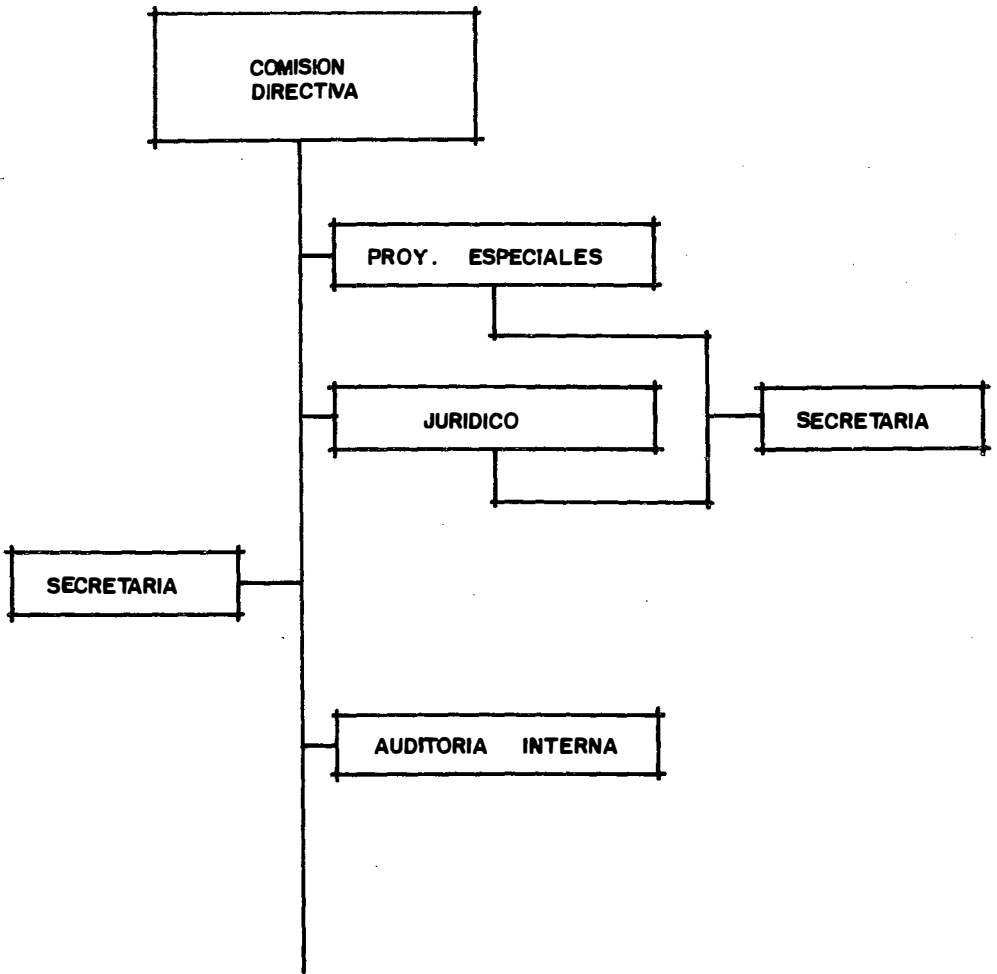 COMISION
DIRECTIVA
PROY. ESPECIALES
JURIDICO
SECRETARIA
SECRETARIA
AUDITORIA INTERNA